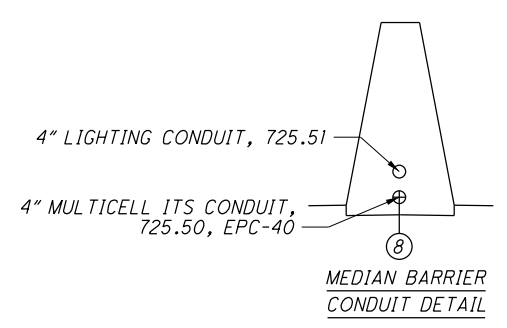 4" LIGHTING CONDUIT, 725.51
4" MULTICELL ITS CONDUIT,
725.50, EPC-40
8
MEDIAN BARRIER
CONDUIT DETAIL